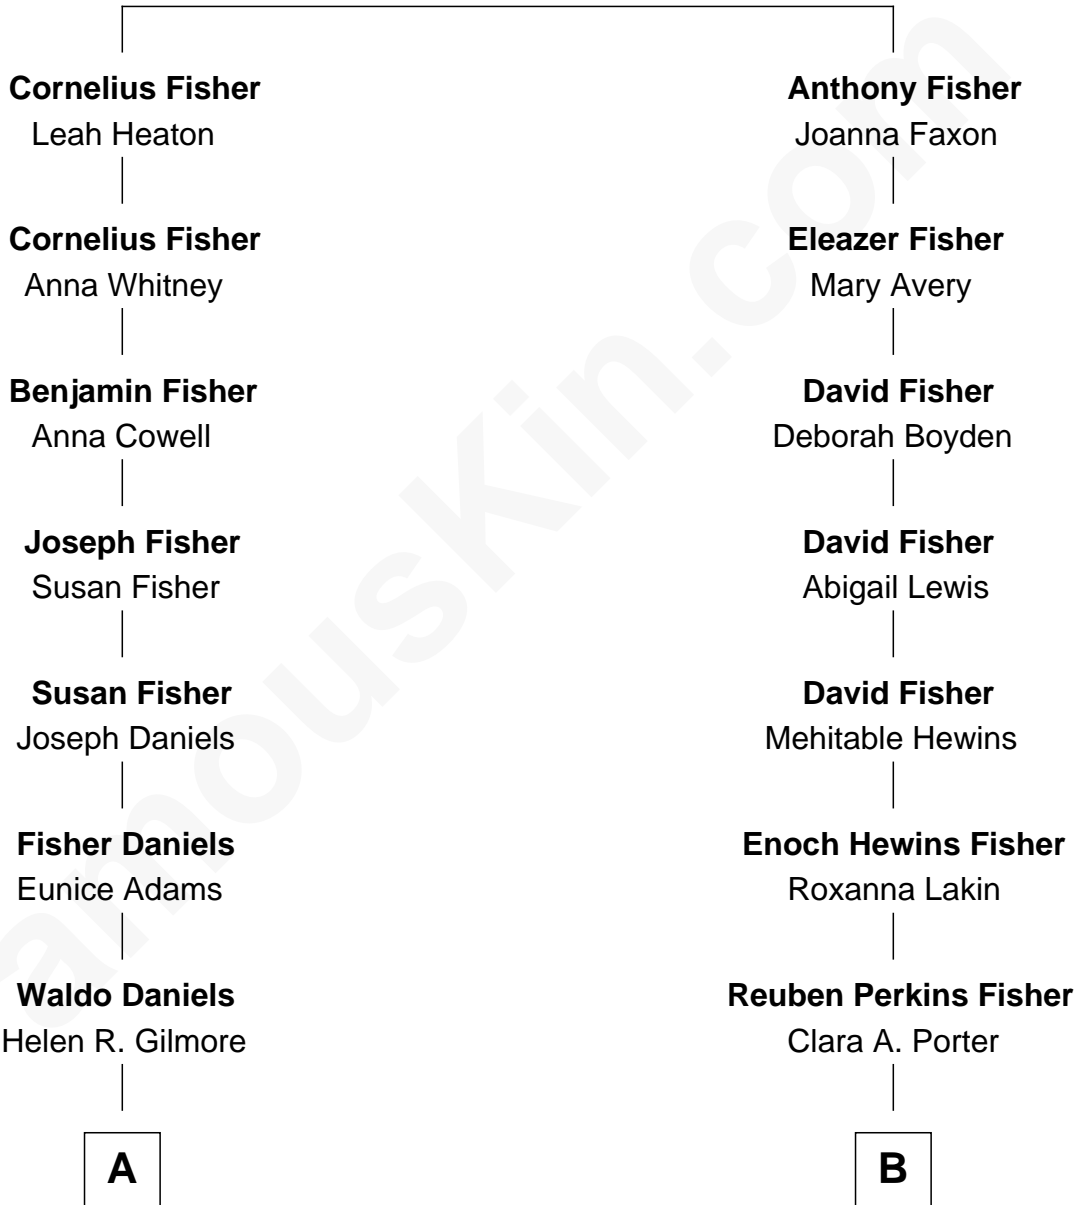 Cornelius Fisher
Leah Heaton
Cornelius Fisher
Anna Whitney
Benjamin Fisher
Anna Cowell
Joseph Fisher
Susan Fisher
Susan Fisher
Joseph Daniels
Fisher Daniels
Eunice Adams
Waldo Daniels
Helen R. Gilmore
A
Anthony Fisher
Joanna Faxon
Eleazer Fisher
Mary Avery
David Fisher
Deborah Boyden
David Fisher
Abigail Lewis
David Fisher
Mehitable Hewins
Enoch Hewins Fisher
Roxanna Lakin
Reuben Perkins Fisher
Clara A. Porter
B
amousKin.com